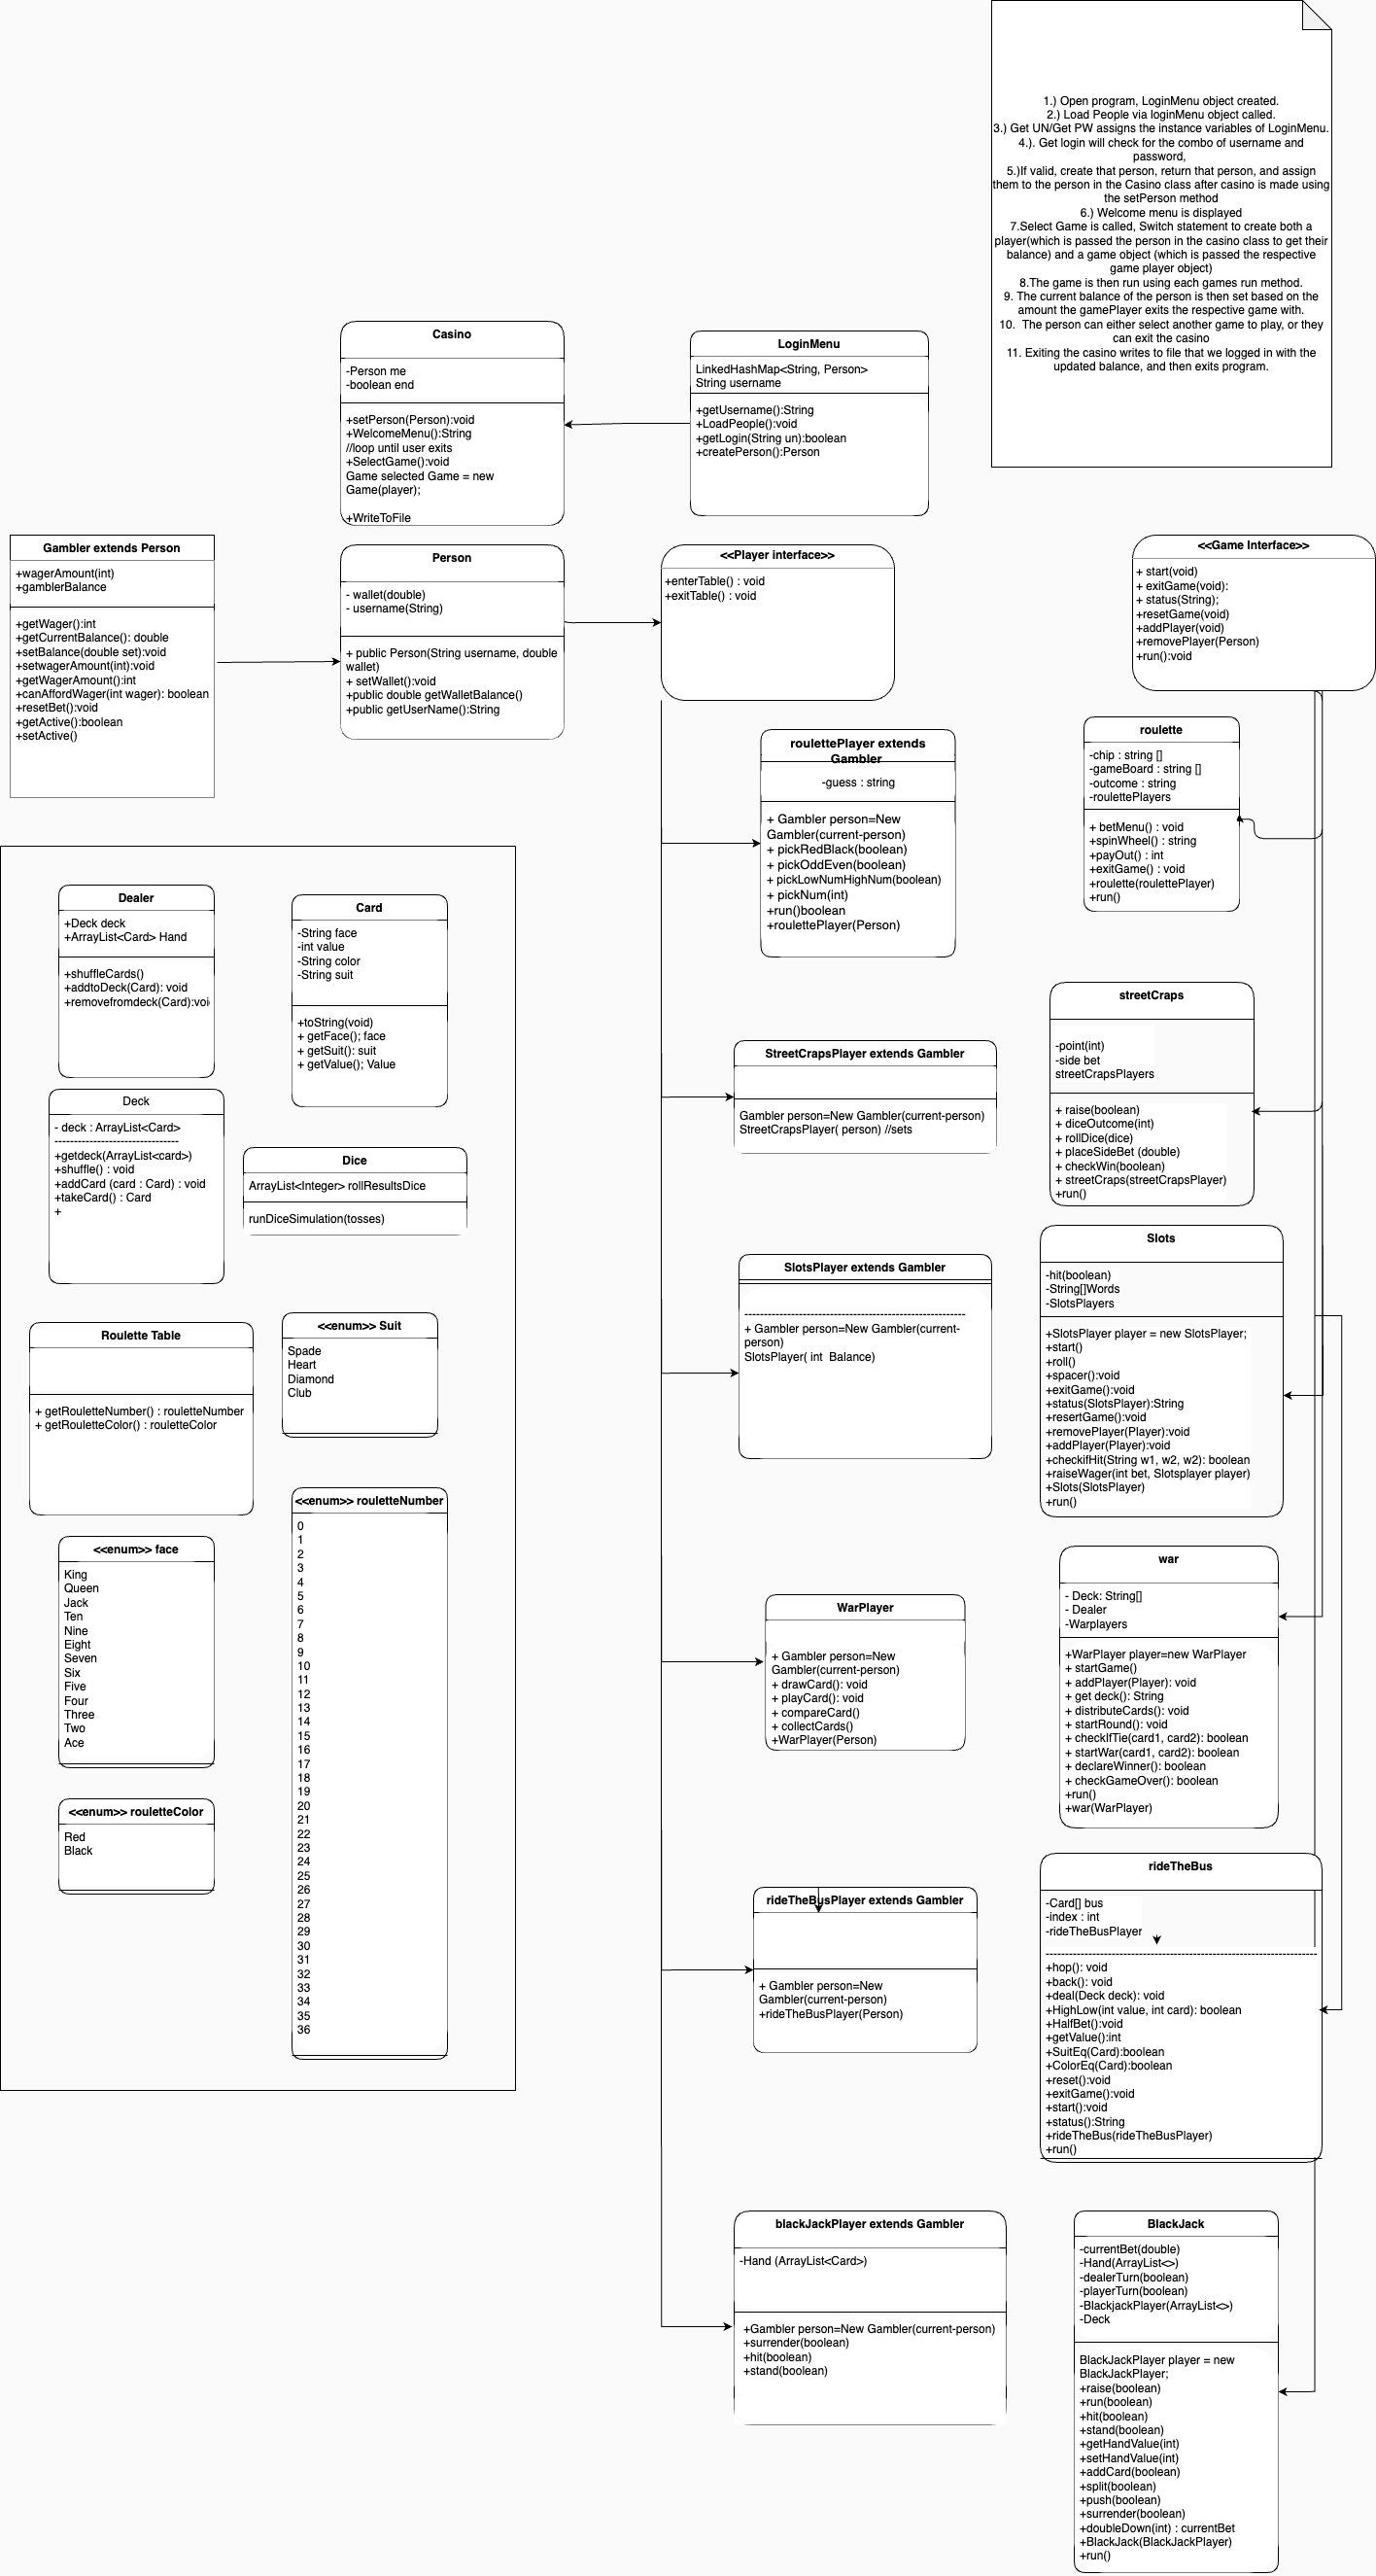 1.) Open program, LoginMenu object created.
2.) Load People via loginMenu object called.
3.) Get UN/Get PW assigns the instance variables of LoginMenu.
4.). Get login will check for the combo of username and
password,
5.)If valid, create that person, return that person, and assign
them to the person in the Casino class after casino is made using
the setPerson method
6.) Welcome menu is displayed
7.Select Game is called, Switch statement to create both a
player(which is passed the person in the casino class to get their
balance) and a game object (which is passed the respective
game player object)
8.The game is then run using each games run method.
9. The current balance of the person is then set based on the
amount the gamePlayer exits the respective game with.
10. The person can either select another game to play, or they
can exit the casino
11. Exiting the casino writes to file that we logged in with the
updated balance, and then exits program.
Casino
-Person me
-boolean end
+setPerson(Person):void
+WelcomeMenu():String
//loop until user exits
+SelectGame():void
Game selected Game = new
Game(player);
+WriteToFile
LoginMenu
LinkedHashMap<String, Person>
String username
+getUsername():String
+LoadPeople():void
+getLogin(String un):boolean
+createPerson():Person
Gambler extends Person
+wagerAmount(int)
+gamblerBalance
+getWager():int
+getCurrentBalance(): double
+setBalance(double set):void
+setwagerAmount(int):void
+getWagerAmount():int
+canAffordWager(int wager): boolean
+resetBet():void
+getActive():boolean
+setActive()
Person
- wallet(double)
- username(String)
+ public Person(String username, double
wallet)
+ setWallet():void
+public double getWalletBalance()
+public getUserName():String
<<Player interface>>
+enterTable() : void
+exitTable() : void
<<Game Interface>>
+ start(void)
+ exitGame(void):
+ status(String);
+resetGame(void)
+addPlayer(void)
+removePlayer(Person)
+run():void
roulettePlayer extends
Gambler
-guess : string
+ Gambler person=New
Gambler(current-person)
+ pickRedBlack(boolean)
+ pickOddEven(boolean)
+ pickLowNumHighNum(boolean)
+ pickNum(int)
+run()boolean
+roulettePlayer(Person)
roulette
-chip : string []
-gameBoard : string []
-outcome : string
-roulettePlayers
+ betMenu() : void
+spinWheel() : string
+payOut() : int
+exitGame() : void
+roulette(roulettePlayer)
+run()
Dealer
+Deck deck
+ArrayList<Card> Hand
+shuffleCards()
+addtoDeck(Card): void
+removefromdeck(Card):voi
Card
-String face
-int value
-String color
-String suit
+toString(void)
+ getFace(); face
+ getSuit(): suit
+ getValue(); Value
Deck
- deck : ArrayList<Card>
--------------------------------
+getdeck(ArrayList<card>)
+shuffle() : void
+addCard (card : Card) : void
+takeCard() : Card
+
Dice
ArrayList<Integer> rollResultsDice
runDiceSimulation(tosses)
StreetCrapsPlayer extends Gambler
Gambler person=New Gambler(current-person)
StreetCrapsPlayer( person) //sets
streetCraps
-point(int)
-side bet
streetCrapsPlayers
+ raise(boolean)
+ diceOutcome(int)
+ rollDice(dice)
+ placeSideBet (double)
+ checkWin(boolean)
+ streetCraps(streetCrapsPlayer)
+run()
SlotsPlayer extends Gambler
---------------------------------------------------------
+ Gambler person=New Gambler(current-
person)
SlotsPlayer( int Balance)
Slots
-hit(boolean)
-String[]Words
-SlotsPlayers
+SlotsPlayer player = new SlotsPlayer;
+start()
+roll()
+spacer():void
+exitGame():void
+status(SlotsPlayer):String
+resertGame():void
+removePlayer(Player):void
+addPlayer(Player):void
+checkifHit(String w1, w2, w2): boolean
+raiseWager(int bet, Slotsplayer player)
+Slots(SlotsPlayer)
+run()
Roulette Table
+ getRouletteNumber() : rouletteNumber
+ getRouletteColor() : rouletteColor
<<enum>> Suit
Spade
Heart
Diamond
Club
<<enum>> face
King
Queen
Jack
Ten
Nine
Eight
Seven
Six
Five
Four
Three
Two
Ace
<<enum>> rouletteNumber
0
1
2
3
4
5
6
7
8
9
10
11
12
13
14
15
16
17
18
19
20
21
22
23
24
25
26
27
28
29
30
31
32
33
34
35
36
<<enum>> rouletteColor
Red
Black
WarPlayer
+ Gambler person=New
Gambler(current-person)
+ drawCard(): void
+ playCard(): void
+ compareCard()
+ collectCards()
+WarPlayer(Person)
war
- Deck: String[]
- Dealer
-Warplayers
+WarPlayer player=new WarPlayer
+ startGame()
+ addPlayer(Player): void
+ get deck(): String
+ distributeCards(): void
+ startRound(): void
+ checkIfTie(card1, card2): boolean
+ startWar(card1, card2): boolean
+ declareWinner(): boolean
+ checkGameOver(): boolean
+run()
+war(WarPlayer)
rideTheBusPlayer extends Gambler
+ Gambler person=New
Gambler(current-person)
+rideTheBusPlayer(Person)
rideTheBus
-Card[] bus
-index : int
-rideTheBusPlayer
----------------------------------------------------------------------
+hop(): void
+back(): void
+deal(Deck deck): void
+HighLow(int value, int card): boolean
+HalfBet():void
+getValue():int
+SuitEq(Card):boolean
+ColorEq(Card):boolean
+reset():void
+exitGame():void
+start():void
+status():String
+rideTheBus(rideTheBusPlayer)
+run()
blackJackPlayer extends Gambler
-Hand (ArrayList<Card>)
+Gambler person=New Gambler(current-person)
+surrender(boolean)
+hit(boolean)
+stand(boolean)
BlackJack
-currentBet(double)
-Hand(ArrayList<>)
-dealerTurn(boolean)
-playerTurn(boolean)
-BlackjackPlayer(ArrayList<>)
-Deck
BlackJackPlayer player = new
BlackJackPlayer;
+raise(boolean)
+run(boolean)
+hit(boolean)
+stand(boolean)
+getHandValue(int)
+setHandValue(int)
+addCard(boolean)
+split(boolean)
+push(boolean)
+surrender(boolean)
+doubleDown(int) : currentBet
+BlackJack(BlackJackPlayer)
+run()